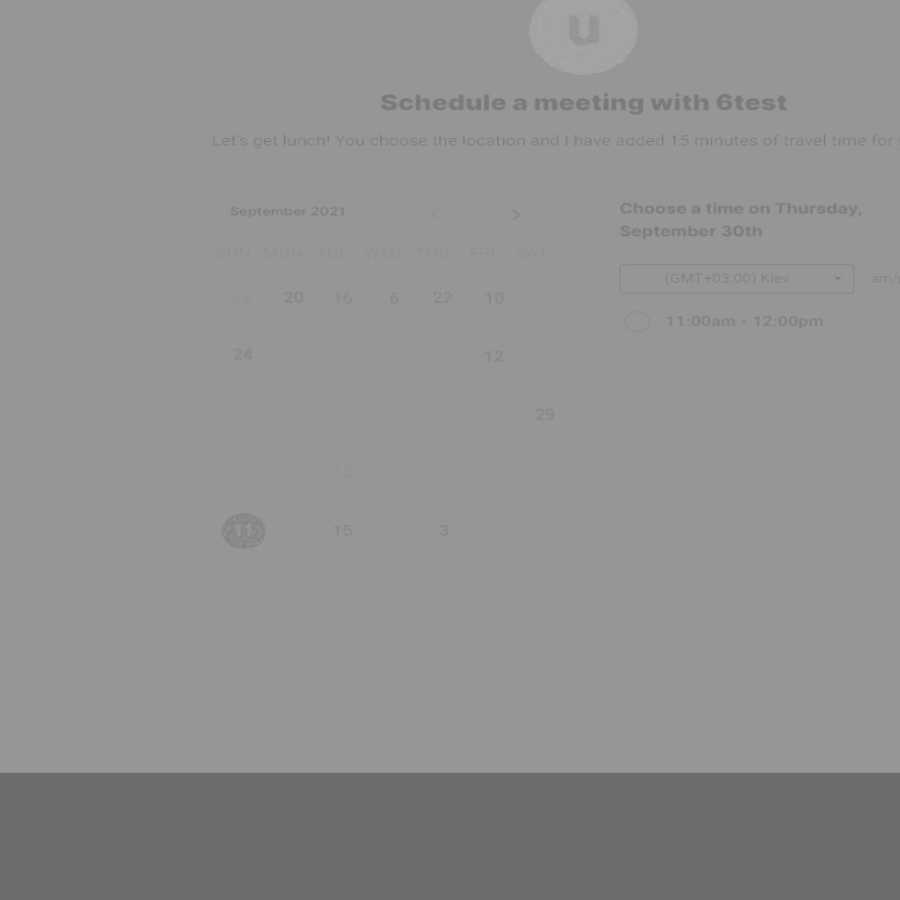 u
Schedule a meeting with 6test
Let's get lunch! You choose the location and I have added 15 minutes of travel time for
September 2021 < >
SUN MON TUE WED THU FRI SAT
23 20 16 6 22 10
24 12
29
12
11 15 3
Choose a time on Thursday,
September 30th
(GMT+03:00) Kiev
am/
11:00am - 12:00pm